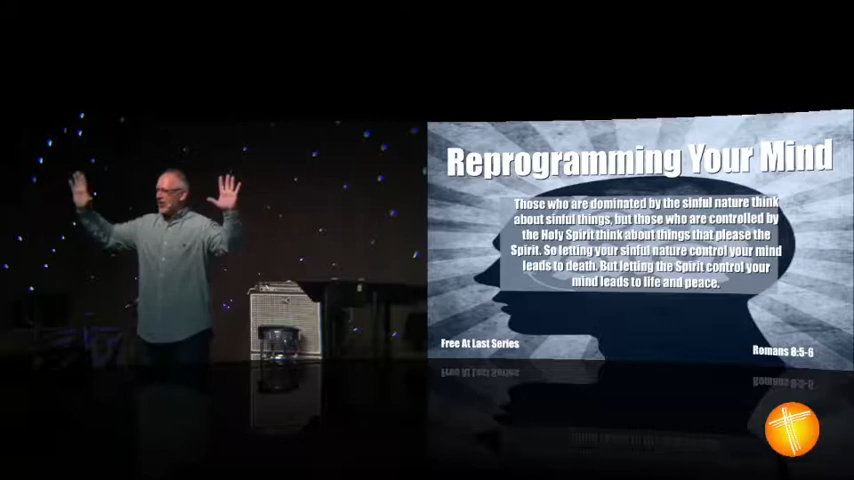 Reprogramming Your Mind
Those who are dominated by the sinful nature think
about sinful things, but those who are controlled by
the Holy Spirit think about things that please the
Spirit. So letting your sinful nature control your mind
leads to death. But letting the Spirit control your
mind leads to life and peace.
Free At Last Series
Romans 8:5-6